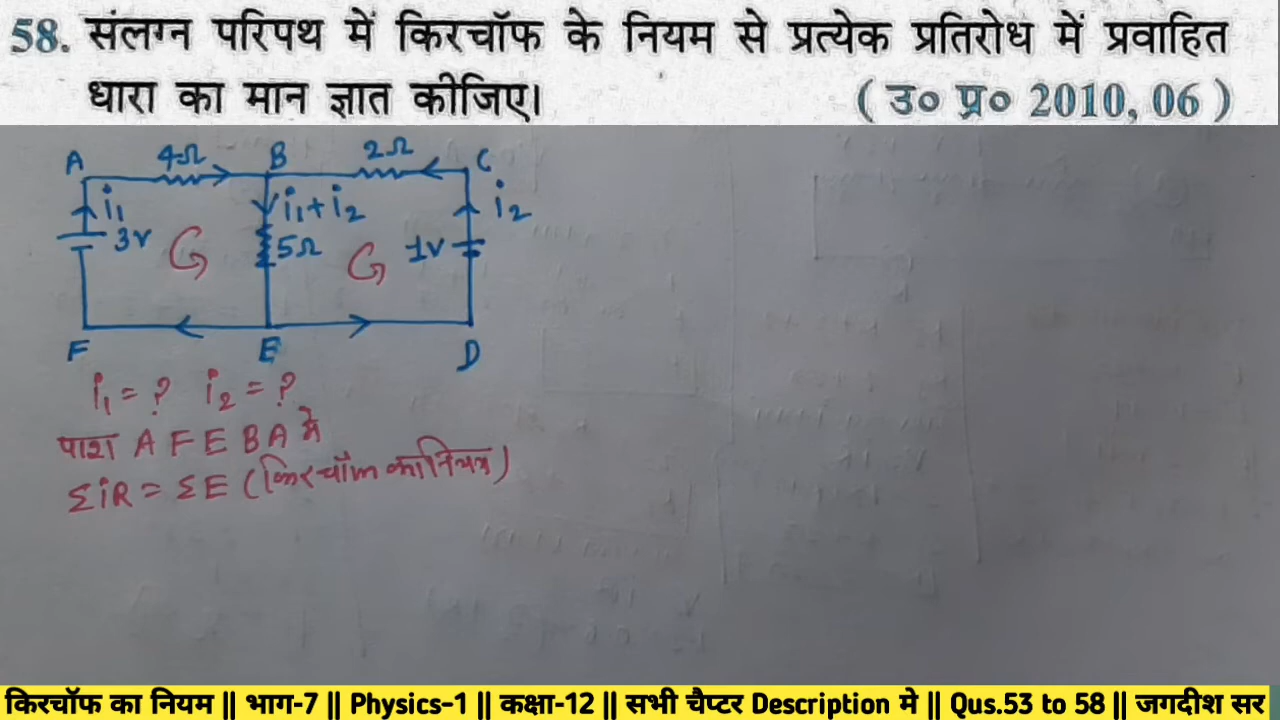 58. संलग्न परिपथ में किरचॉफ के नियम से प्रत्येक प्रतिरोध में प्रवाहित
धारा का मान ज्ञात कीजिए। ( उ० प्र० 2010, 06 )
A 4Ω B 2Ω C
i₁ i₁+i₂ i₂
3v 5Ω 1v
F E D
i₁ = ? i₂ = ?
पाश A F E B A में
ΣiR = ΣE (किरचॉफ का नियम)
किरचॉफ का नियम || भाग-7 || Physics-1 || कक्षा-12 || सभी चैप्टर Description मे || Qus.53 to 58 || जगदीश सर